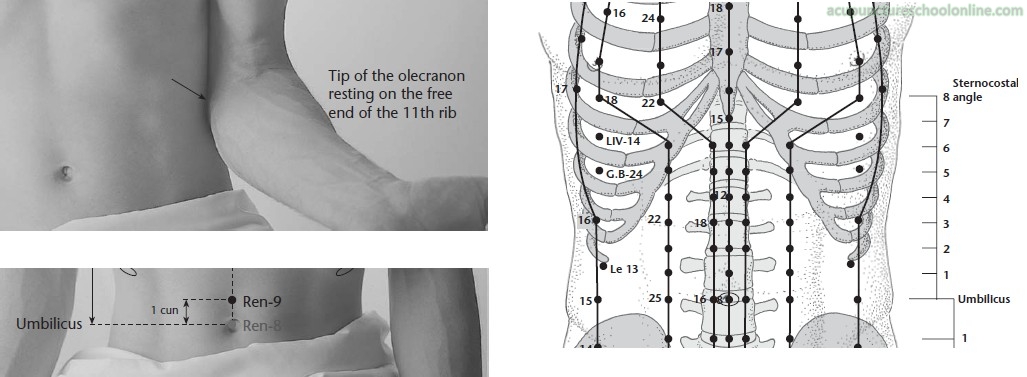 Tip of the olecranon
resting on the free
end of the 11th rib
1 cun
Ren-9
Umbilicus
Ren-8
acupunctureschoolonline.com
18
16
24
17
17
18
22
15
LIV-14
G.B-24
12
16
22
18
Le 13
15
25
16
8
14
Sternocostal
8 angle
7
6
5
4
3
2
1
Umbilicus
1